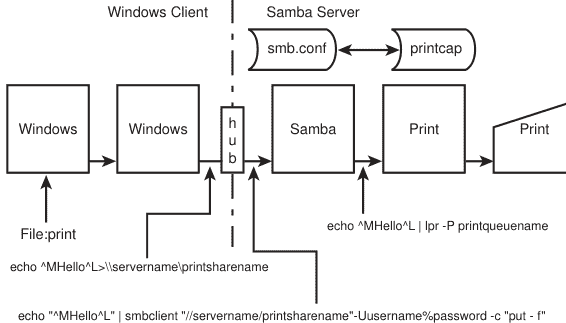 Windows Client
Samba Server
smb.conf
printcap
Windows
Windows
h
u
b
Samba
Print
Print
File:print
echo ^MHello^L | lpr -P printqueuename
echo ^MHello^L>\\servername\printsharename
echo "^MHello^L" | smbclient "//servername/printsharename"-Uusername%password -c "put - f"